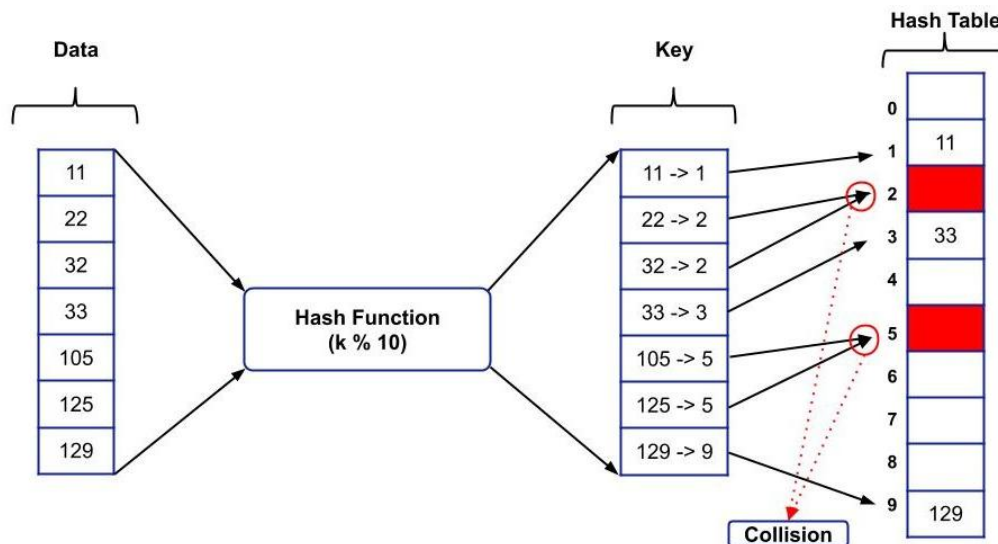 Hash Table
Data
Key
11
22
32
33
105
125
129
Hash Function
(k % 10)
11 -> 1
22 -> 2
32 -> 2
33 -> 3
105 -> 5
125 -> 5
129 -> 9
0
1 11
2
3 33
4
5
6
7
8
9 129
Collision